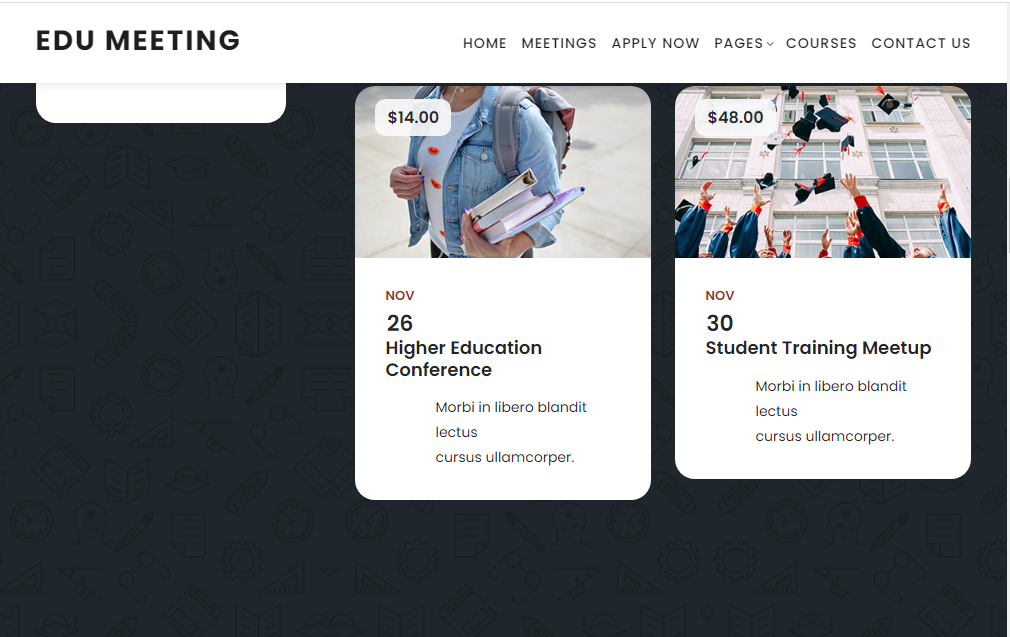 EDU MEETING
HOME MEETINGS APPLY NOW PAGES COURSES CONTACT US
$14.00
NOV
26
Higher Education
Conference
Morbi in libero blandit
lectus
cursus ullamcorper.
$48.00
NOV
30
Student Training Meetup
Morbi in libero blandit
lectus
cursus ullamcorper.